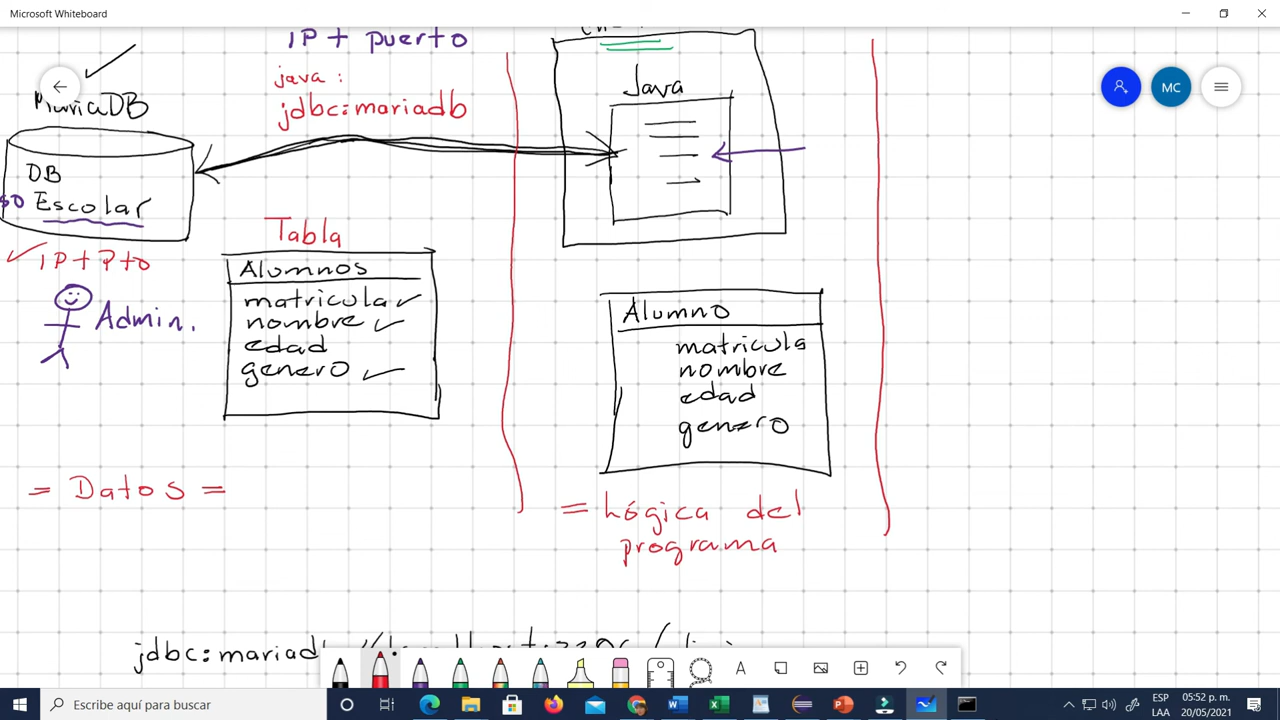 Microsoft Whiteboard
IP + puerto
java :
jdbc:mariadb
MariaDB
DB
Escolar
IP + Pto
Admin.
Tabla
Alumnos
matricula
nombre
edad
genero
= Datos =
Java
Alumno
matricula
nombre
edad
genero
= Lógica del
programa
MC
A
Escribe aquí para buscar
ESP
LAA
05:52 p. m.
20/05/2021